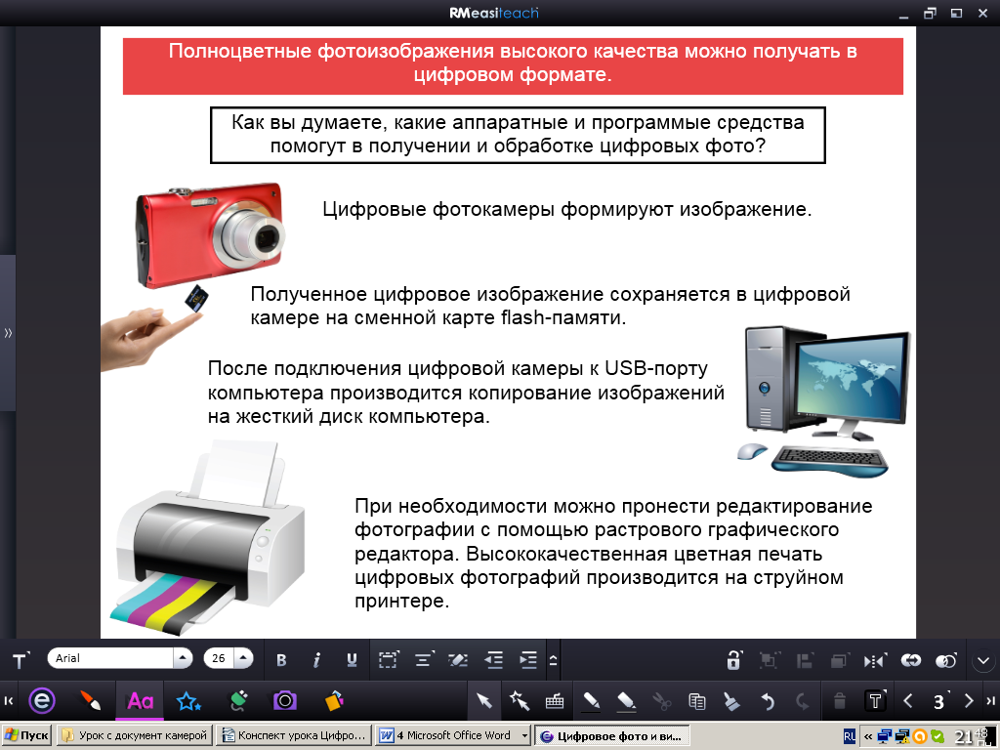 RMeasiteach
Полноцветные фотоизображения высокого качества можно получать в
цифровом формате.
Как вы думаете, какие аппаратные и программые средства
помогут в получении и обработке цифровых фото?
Цифровые фотокамеры формируют изображение.
Полученное цифровое изображение сохраняется в цифровой
камере на сменной карте flash-памяти.
После подключения цифровой камеры к USB-порту
компьютера производится копирование изображений
на жесткий диск компьютера.
При необходимости можно пронести редактирование
фотографии с помощью растрового графического
редактора. Высококачественная цветная печать
цифровых фотографий производится на струйном
принтере.
T Arial 26 B i U
e Aa T 3
Пуск Урок с документ камерой Конспект урока Цифро... 4 Microsoft Office Word Цифровое фото и ви... RL «